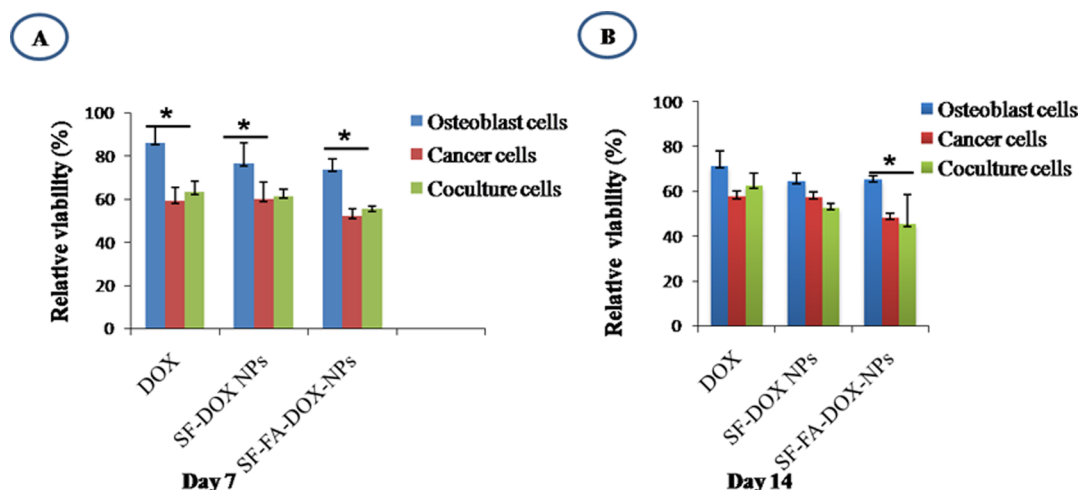 A
Relative viability (%)
100
80
60
40
20
0
*
*
*
Osteoblast cells
Cancer cells
Coculture cells
DOX
SF-DOX NPs
SF-FA-DOX-NPs
Day 7
B
Relative viability (%)
100
80
60
40
20
0
*
Osteoblast cells
Cancer cells
Coculture cells
DOX
SF-DOX NPs
SF-FA-DOX-NPs
Day 14